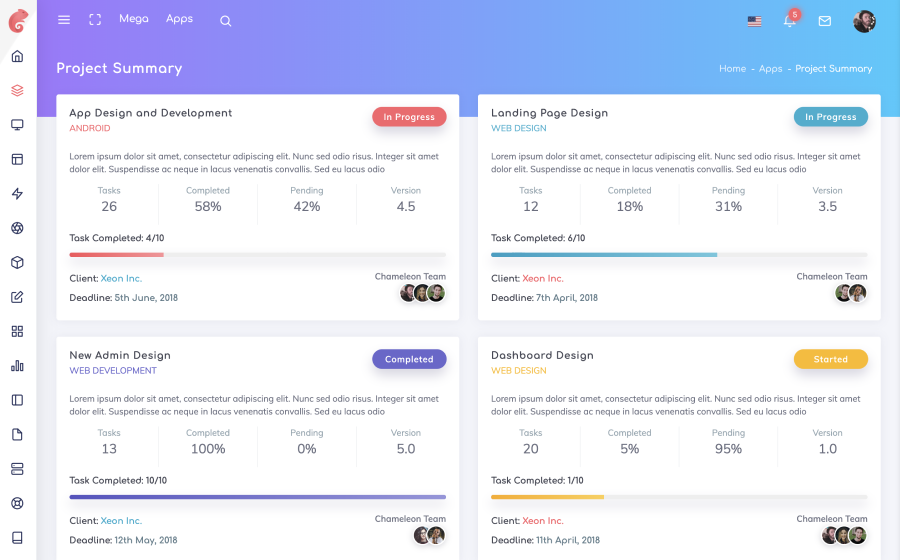 Mega Apps
5
Project Summary
Home - Apps - Project Summary
App Design and Development
In Progress
ANDROID
Lorem ipsum dolor sit amet, consectetur adipiscing elit. Nunc sed odio risus. Integer sit amet
dolor elit. Suspendisse ac neque in lacus venenatis convallis. Sed eu lacus odio
Tasks Completed Pending Version
26 58% 42% 4.5
Task Completed: 4/10
Client: Xeon Inc.
Chameleon Team
Deadline: 5th June, 2018
Landing Page Design
In Progress
WEB DESIGN
Lorem ipsum dolor sit amet, consectetur adipiscing elit. Nunc sed odio risus. Integer sit amet
dolor elit. Suspendisse ac neque in lacus venenatis convallis. Sed eu lacus odio
Tasks Completed Pending Version
12 18% 31% 3.5
Task Completed: 6/10
Client: Xeon Inc.
Chameleon Team
Deadline: 7th April, 2018
New Admin Design
Completed
WEB DEVELOPMENT
Lorem ipsum dolor sit amet, consectetur adipiscing elit. Nunc sed odio risus. Integer sit amet
dolor elit. Suspendisse ac neque in lacus venenatis convallis. Sed eu lacus odio
Tasks Completed Pending Version
13 100% 0% 5.0
Task Completed: 10/10
Client: Xeon Inc.
Chameleon Team
Deadline: 12th May, 2018
Dashboard Design
Started
WEB DESIGN
Lorem ipsum dolor sit amet, consectetur adipiscing elit. Nunc sed odio risus. Integer sit amet
dolor elit. Suspendisse ac neque in lacus venenatis convallis. Sed eu lacus odio
Tasks Completed Pending Version
20 5% 95% 1.0
Task Completed: 1/10
Client: Xeon Inc.
Chameleon Team
Deadline: 11th April, 2018